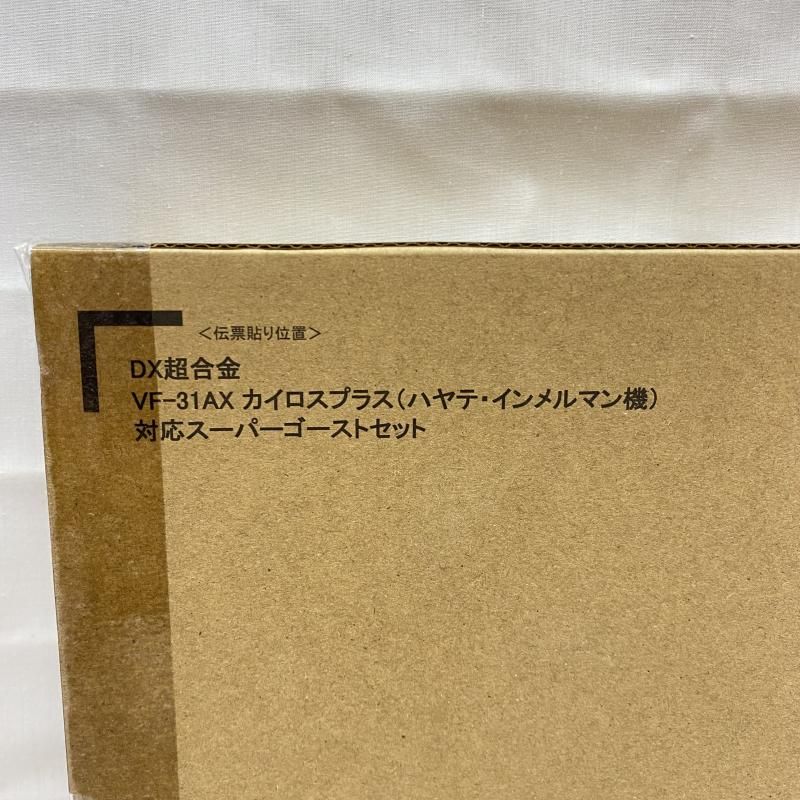 ＜伝票貼り位置＞
DX超合金
VF-31AX カイロスプラス（ハヤテ・インメルマン機）
対応スーパーゴーストセット